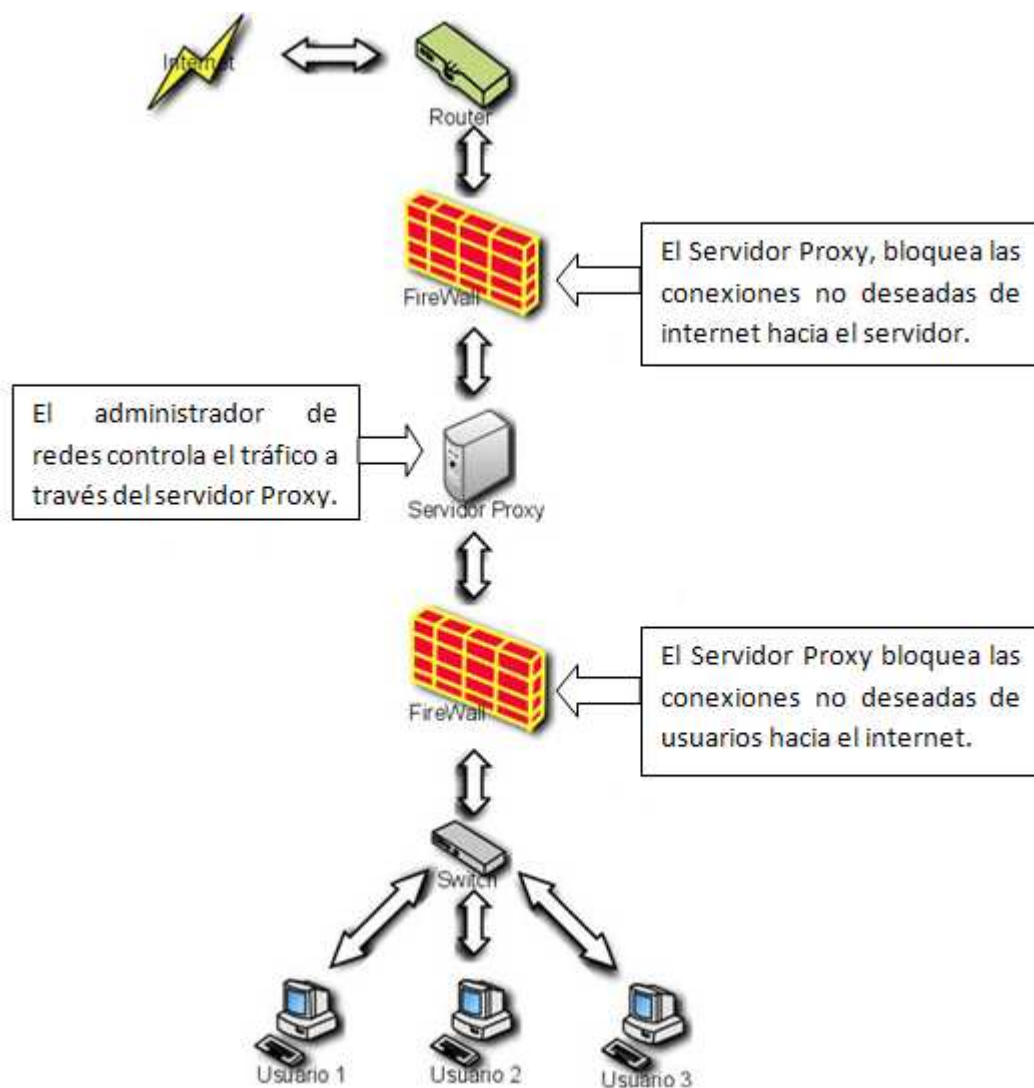 Internet
Router
FireWall
El Servidor Proxy, bloquea las
conexiones no deseadas de
internet hacia el servidor.
El administrador de
redes controla el tráfico a
través del servidor Proxy.
Servidor Proxy
FireWall
El Servidor Proxy bloquea las
conexiones no deseadas de
usuarios hacia el internet.
Switch
Usuario 1
Usuario 2
Usuario 3